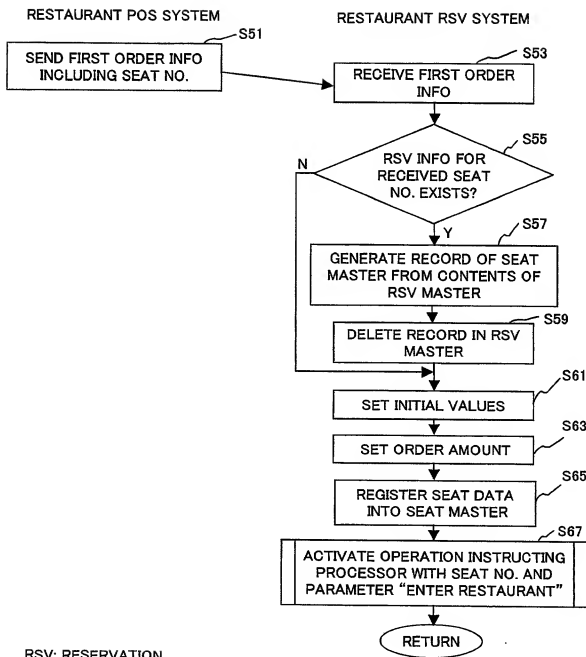 RESTAURANT POS SYSTEM
RESTAURANT RSV SYSTEM
S51
SEND FIRST ORDER INFO
INCLUDING SEAT NO.
S53
RECEIVE FIRST ORDER
INFO
S55
N
RSV INFO FOR
RECEIVED SEAT
NO. EXISTS?
Y
S57
GENERATE RECORD OF SEAT
MASTER FROM CONTENTS OF
RSV MASTER
S59
DELETE RECORD IN RSV
MASTER
S61
SET INITIAL VALUES
S63
SET ORDER AMOUNT
S65
REGISTER SEAT DATA
INTO SEAT MASTER
S67
ACTIVATE OPERATION INSTRUCTING
PROCESSOR WITH SEAT NO. AND
PARAMETER "ENTER RESTAURANT"
RETURN
RSV: RESERVATION